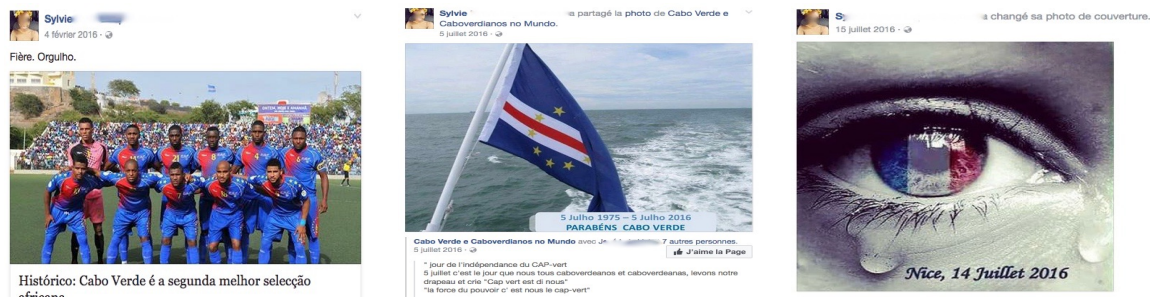 Sylvie
4 février 2016
Fière. Orgulho.
Histórico: Cabo Verde é a segunda melhor selecção
africana
Sylvie
a partagé la photo de Cabo Verde e
Caboverdianos no Mundo.
5 juillet 2016
5 Julho 1975 – 5 Julho 2016
PARABÉNS CABO VERDE
Cabo Verde e Caboverdianos no Mundo avec 7 autres personnes.
5 juillet 2016
J'aime la Page
" jour de l'indépendance du CAP-vert
5 juillet c'est le jour que nous tous caboverdeanos et caboverdeanas, levons notre
drapeau et crie "Cap vert est di nous"
"la force du pouvoir c' est nous le cap-vert"
a changé sa photo de couverture.
15 juillet 2016
Nice, 14 Juillet 2016